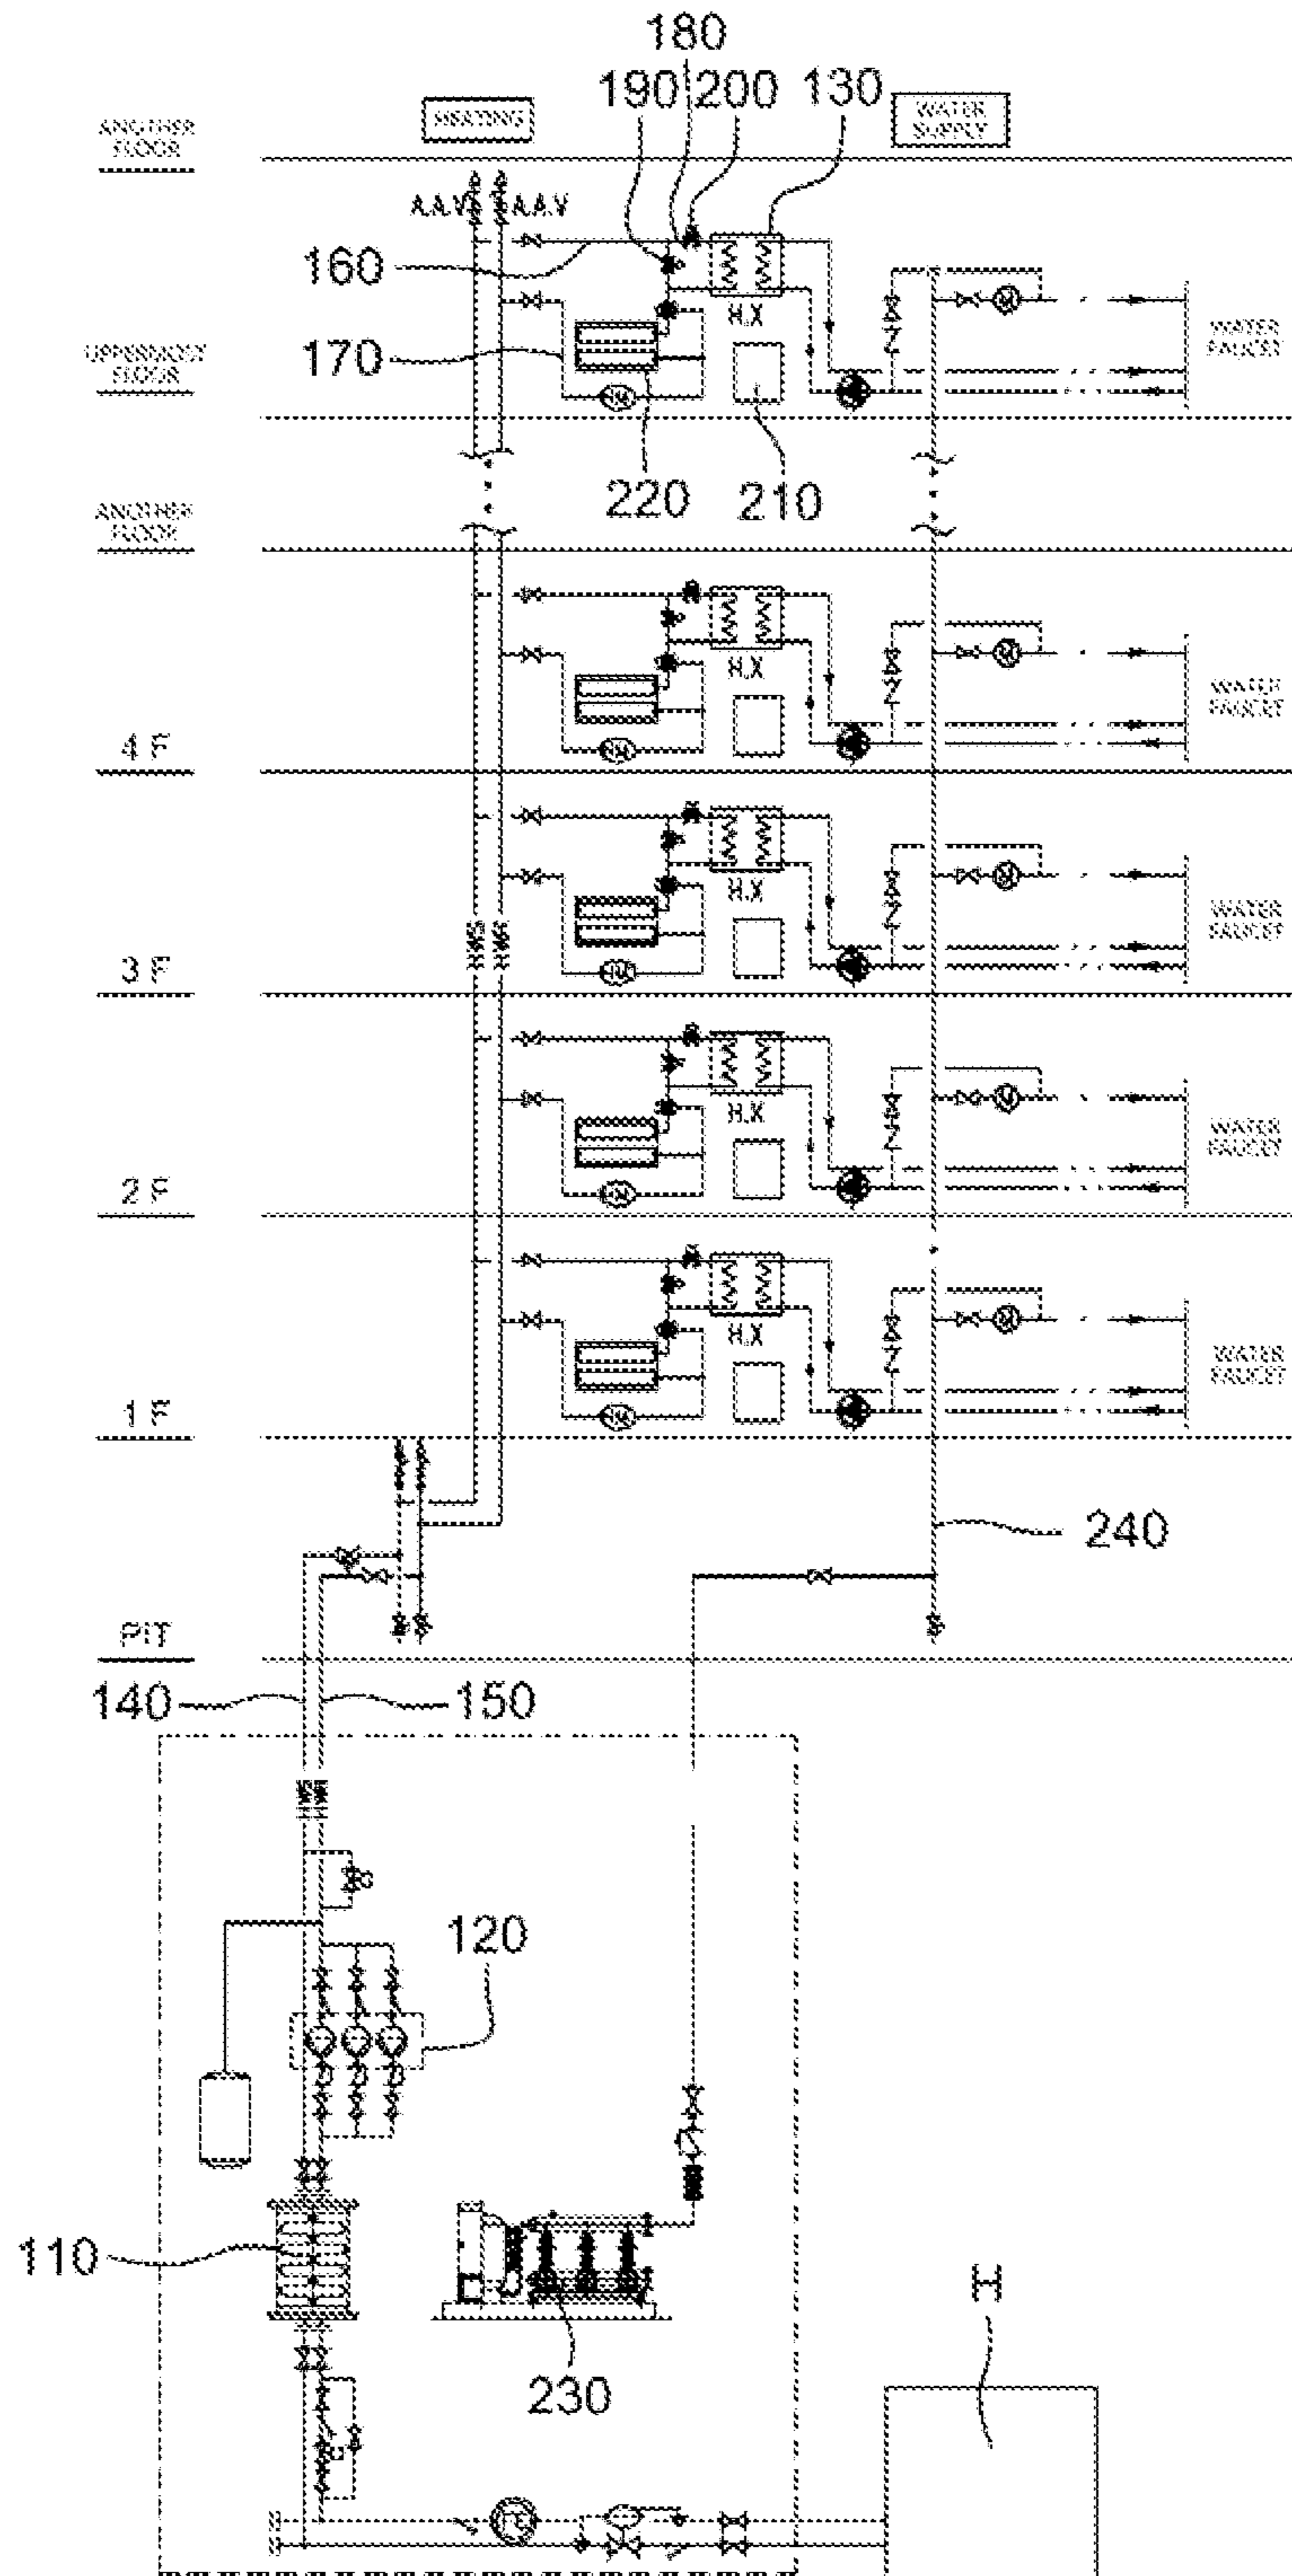 180
190 200 130
ANOTHER
FLOOR
HEATING
WATER
SUPPLY
A.A.V A.A.V
160
H.X
UPPERMOST
FLOOR
170
WATER
FAUCET
220 210
ANOTHER
FLOOR
H.X
WATER
FAUCET
4 F
H.X
WATER
FAUCET
3 F
H.X
WATER
FAUCET
2 F
H.X
WATER
FAUCET
1 F
240
PIT
140 150
120
110
H
230